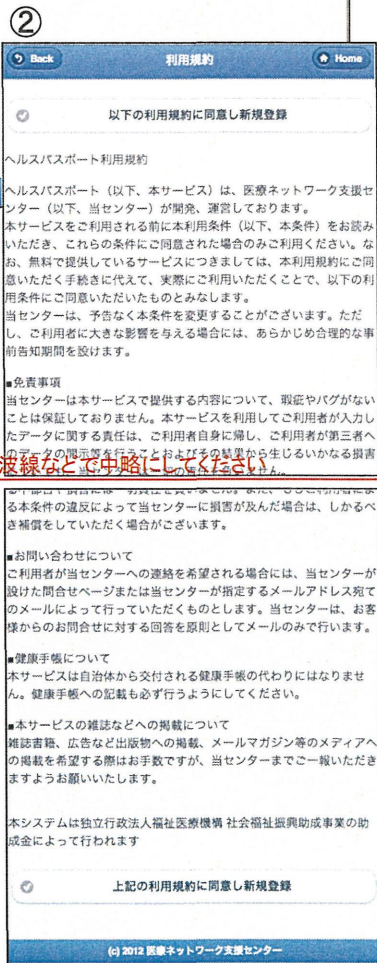 ②
Back 利用規約 Home
以下の利用規約に同意し新規登録
ヘルスパスポート利用規約
ヘルスパスポート（以下、本サービス）は、医療ネットワーク支援セ
ンター（以下、当センター）が開発、運営しております。
本サービスをご利用される前に本利用条件（以下、本条件）をお読み
いただき、これらの条件にご同意された場合のみご利用ください。な
お、無料で提供しているサービスにつきましては、本利用規約にご同
意いただく手続きに代えて、実際にご利用いただくことで、以下の利
用条件にご同意いただいたものとみなします。
当センターは、予告なく本条件を変更することがございます。ただ
し、ご利用者に大きな影響を与える場合には、あらかじめ合理的な事
前告知期間を設けます。
■免責事項
当センターは本サービスで提供する内容について、瑕疵やバグがない
ことは保証しておりません。本サービスを利用してご利用者が入力し
たデータに関する責任は、ご利用者自身に帰し、ご利用者が第三者へ
のデータの開示等を行うことおよびその結果から生じるいかなる損害
波線などで中略にしてください
る本条件の違反によって当センターに損害が及んだ場合は、しかるべ
き補償をしていただく場合がございます。
■お問い合わせについて
ご利用者が当センターへの連絡を希望される場合には、当センターが
設けた問合せページまたは当センターが指定するメールアドレス宛て
のメールによって行っていただくものとします。当センターは、お客
様からのお問合せに対する回答を原則としてメールのみで行います。
■健康手帳について
本サービスは自治体から交付される健康手帳の代わりにはなりませ
ん。健康手帳への記載も必ず行うようにしてください。
■本サービスの雑誌などへの掲載について
雑誌書籍、広告など出版物への掲載、メールマガジン等のメディアへ
の掲載を希望する際はお手数ですが、当センターまでご一報いただき
ますようお願いいたします。
本システムは独立行政法人福祉医療機構 社会福祉振興助成事業の助
成金によって行われます
上記の利用規約に同意し新規登録
(c) 2012 医療ネットワーク支援センター